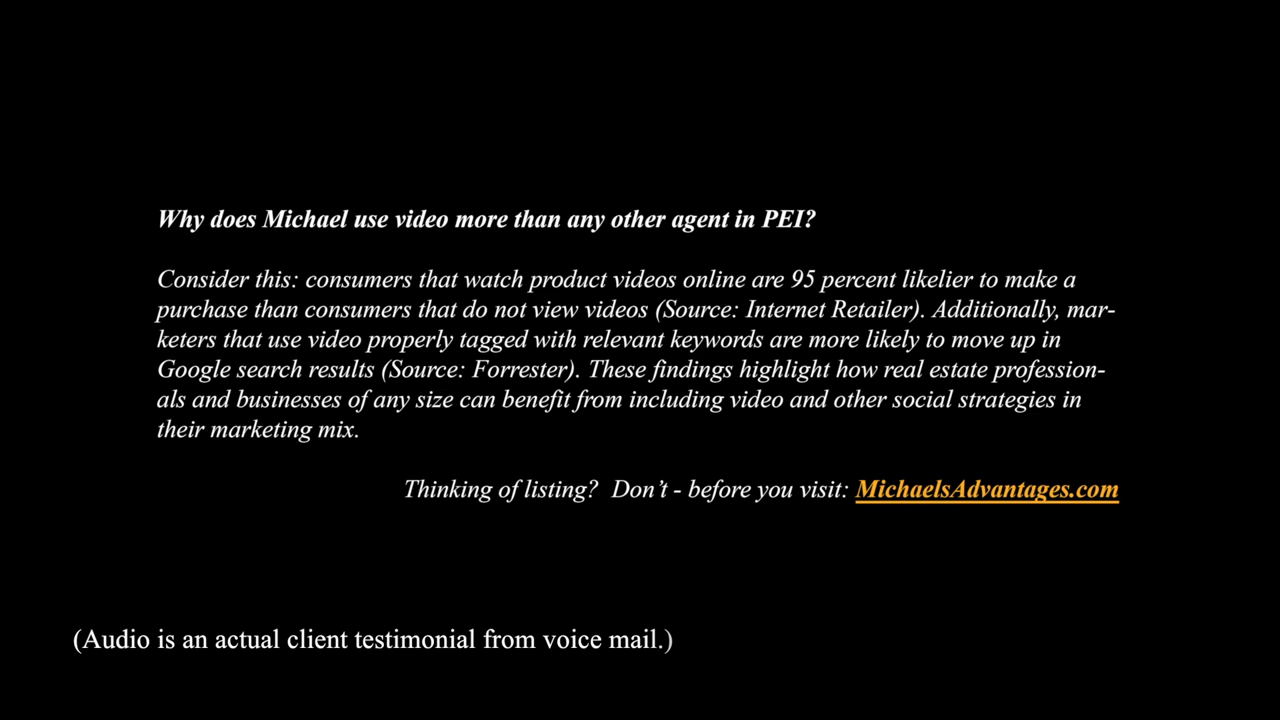 Why does Michael use video more than any other agent in PEI?
Consider this: consumers that watch product videos online are 95 percent likelier to make a
purchase than consumers that do not view videos (Source: Internet Retailer). Additionally, mar-
keters that use video properly tagged with relevant keywords are more likely to move up in
Google search results (Source: Forrester). These findings highlight how real estate profession-
als and businesses of any size can benefit from including video and other social strategies in
their marketing mix.
Thinking of listing?  Don’t - before you visit: MichaelsAdvantages.com
(Audio is an actual client testimonial from voice mail.)